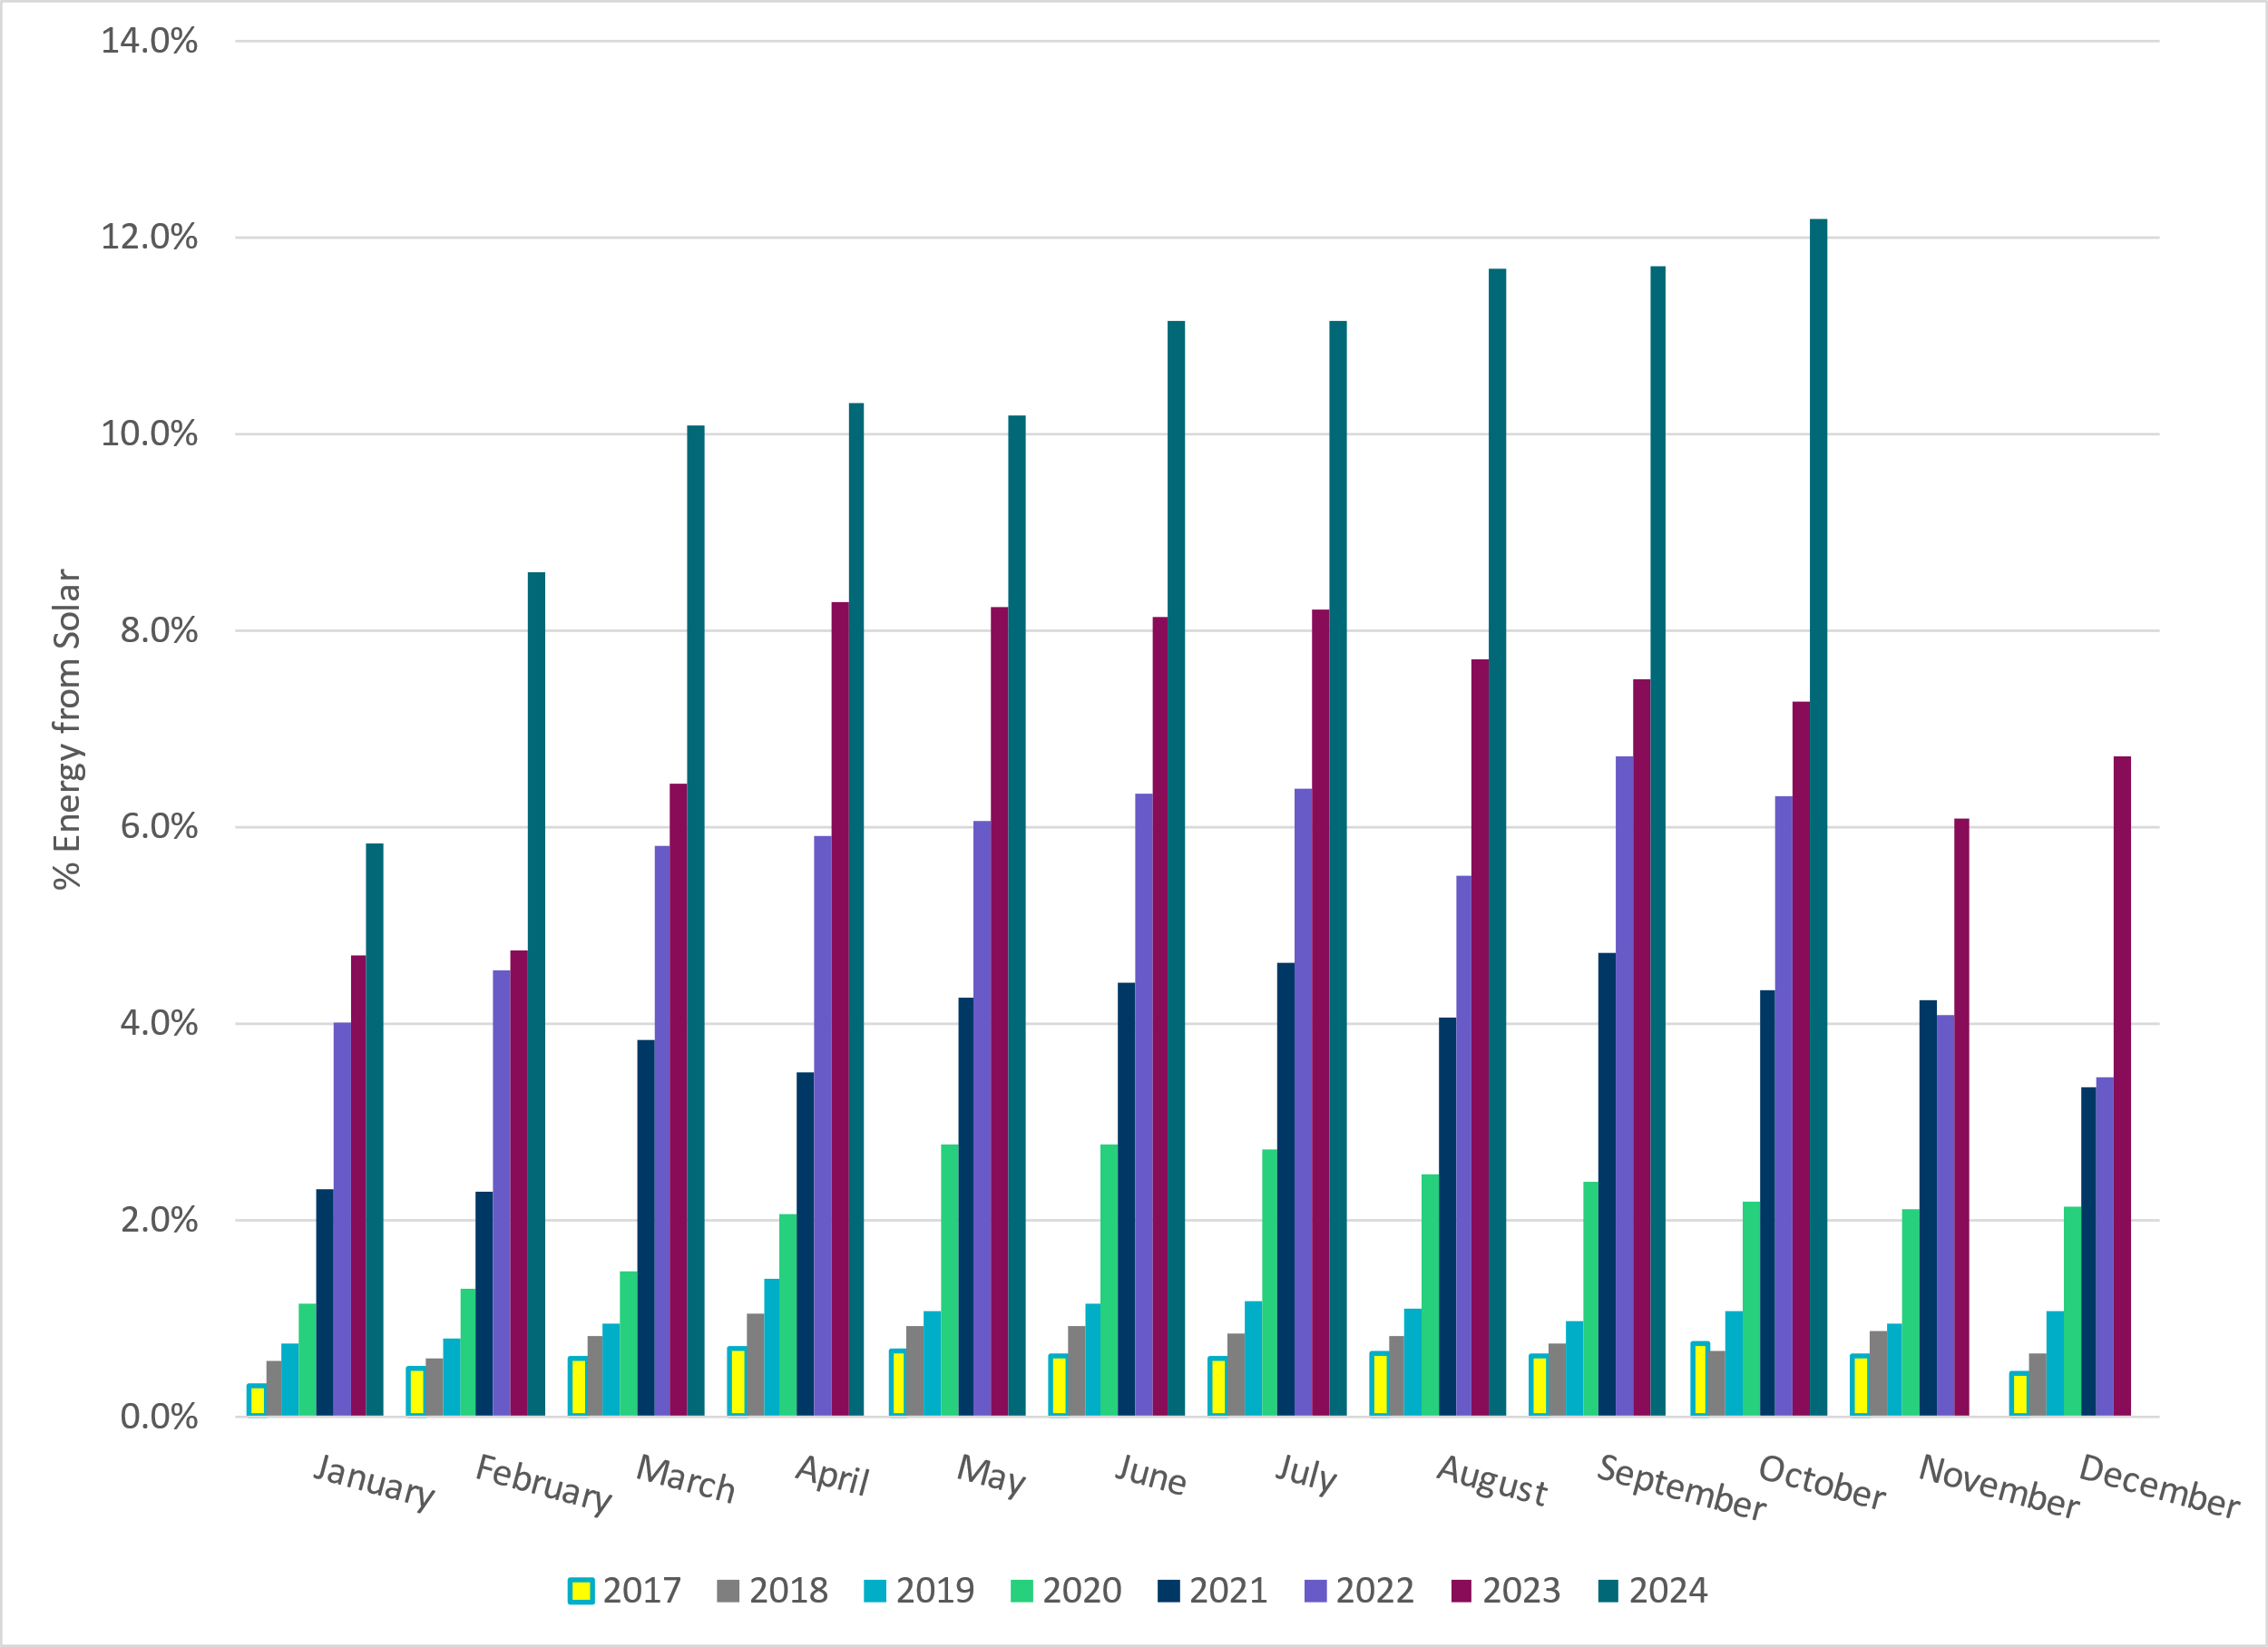 14.0%
12.0%
10.0%
8.0%
6.0%
4.0%
2.0%
0.0%
% Energy from Solar
January February March April May June July August September October November December
2017 2018 2019 2020 2021 2022 2023 2024